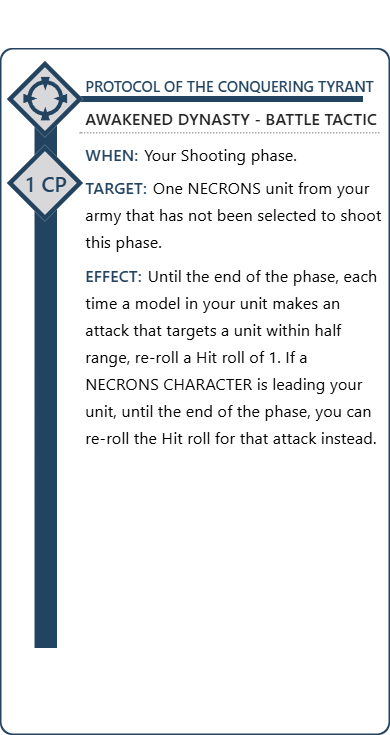 PROTOCOL OF THE CONQUERING TYRANT
AWAKENED DYNASTY - BATTLE TACTIC
WHEN: Your Shooting phase.
1 CP
TARGET: One NECRONS unit from your
army that has not been selected to shoot
this phase.
EFFECT: Until the end of the phase, each
time a model in your unit makes an
attack that targets a unit within half
range, re-roll a Hit roll of 1. If a
NECRONS CHARACTER is leading your
unit, until the end of the phase, you can
re-roll the Hit roll for that attack instead.